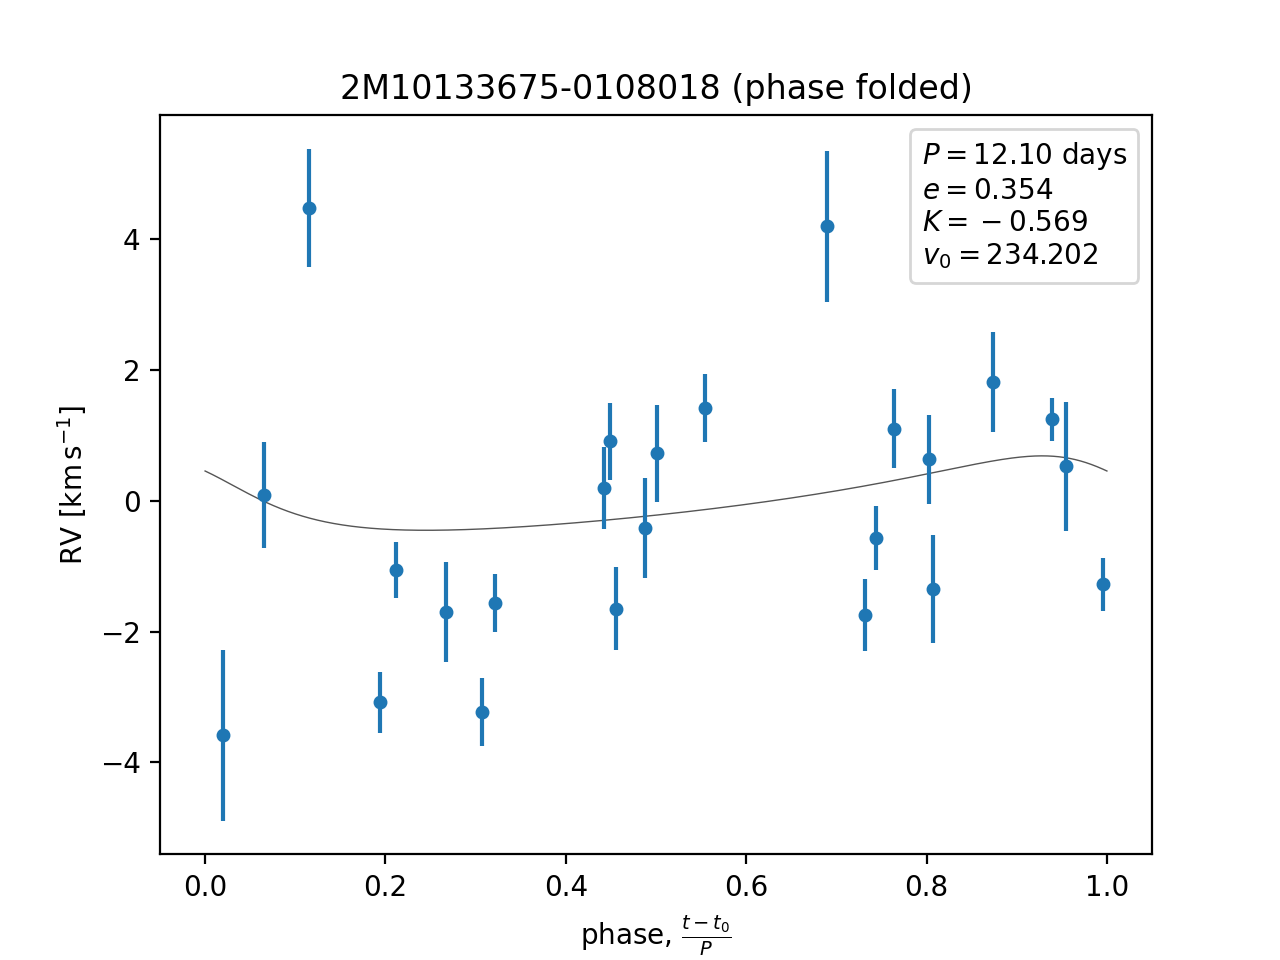 2M10133675-0108018 (phase folded)
P = 12.10 days
e = 0.354
K = −0.569
v₀ = 234.202
RV [km s⁻¹]
4
2
0
−2
−4
0.0 0.2 0.4 0.6 0.8 1.0
phase, (t − t₀)/P